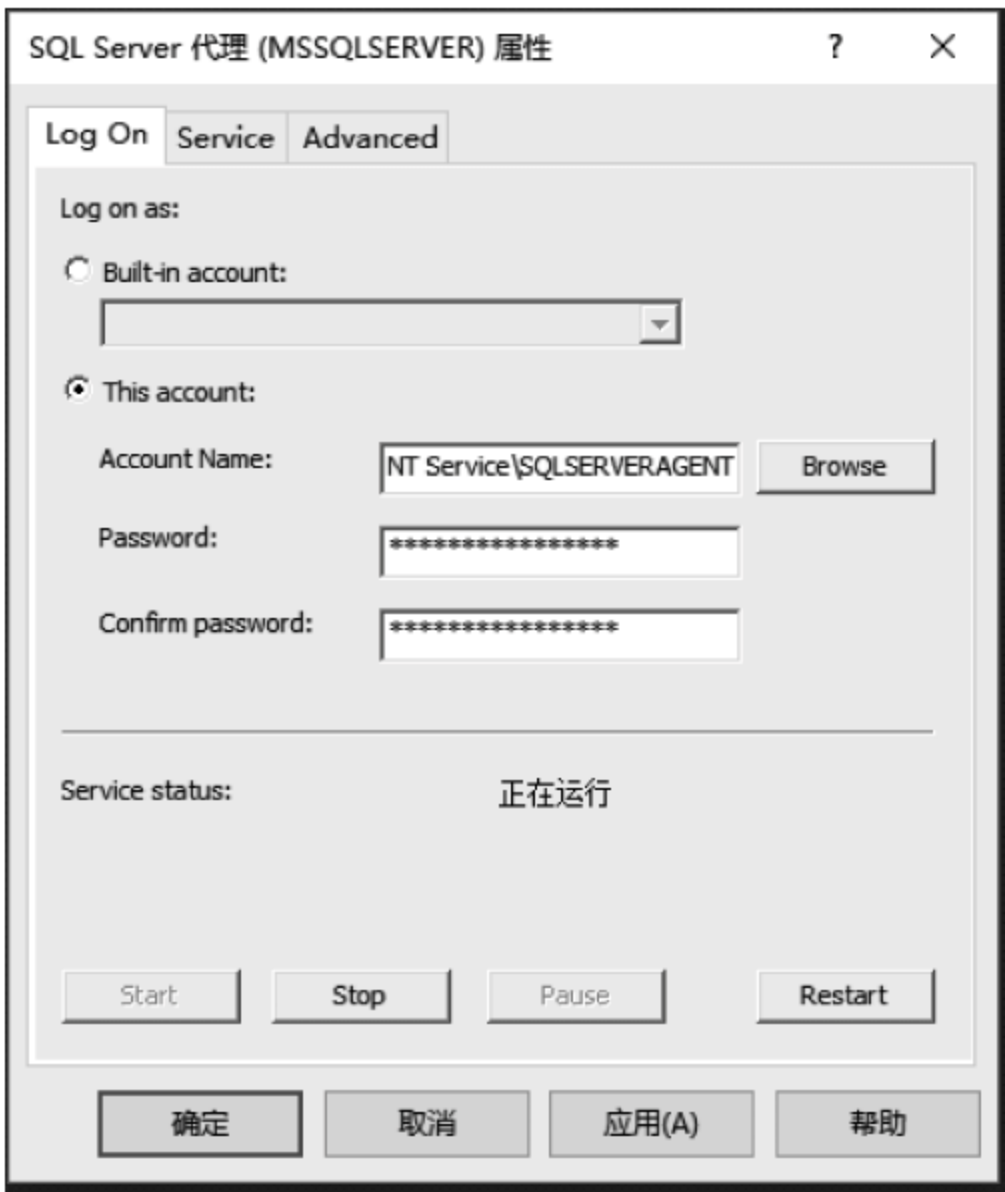 SQL Server 代理 (MSSQLSERVER) 属性 ? ×
Log On Service Advanced
Log on as:
Built-in account:
This account:
Account Name: NT Service\SQLSERVERAGENT Browse
Password: ****************
Confirm password: ****************
Service status: 正在运行
Start Stop Pause Restart
确定 取消 应用(A) 帮助